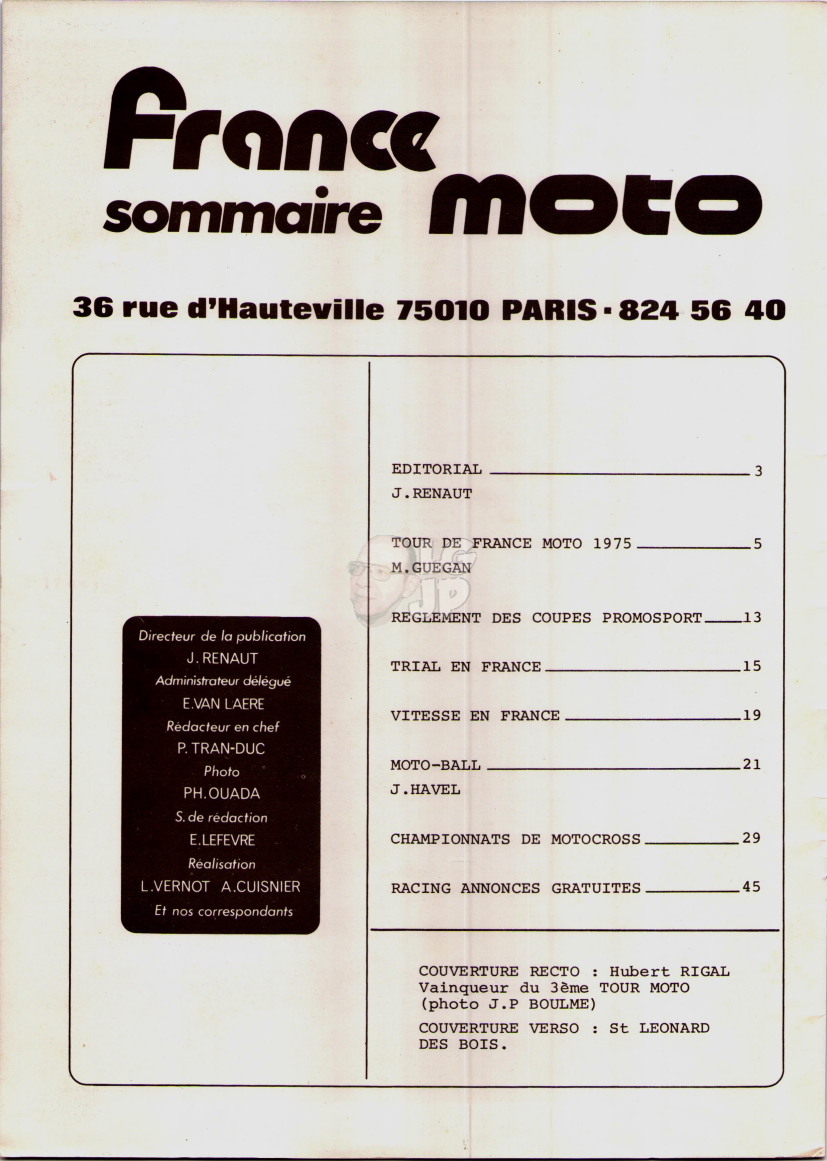 France
sommaire moto
36 rue d'Hauteville 75010 PARIS · 824 56 40
Directeur de la publication
J. RENAUT
Administrateur délégué
E.VAN LAERE
Rédacteur en chef
P. TRAN-DUC
Photo
PH.OUADA
S. de rédaction
E.LEFEVRE
Réalisation
L.VERNOT A.CUISNIER
Et nos correspondants
EDITORIAL 3
J.RENAUT
TOUR DE FRANCE MOTO 1975 5
M.GUEGAN
REGLEMENT DES COUPES PROMOSPORT 13
TRIAL EN FRANCE 15
VITESSE EN FRANCE 19
MOTO-BALL 21
J.HAVEL
CHAMPIONNATS DE MOTOCROSS 29
RACING ANNONCES GRATUITES 45
COUVERTURE RECTO : Hubert RIGAL
Vainqueur du 3ème TOUR MOTO
(photo J.P BOULME)
COUVERTURE VERSO : St LEONARD
DES BOIS.